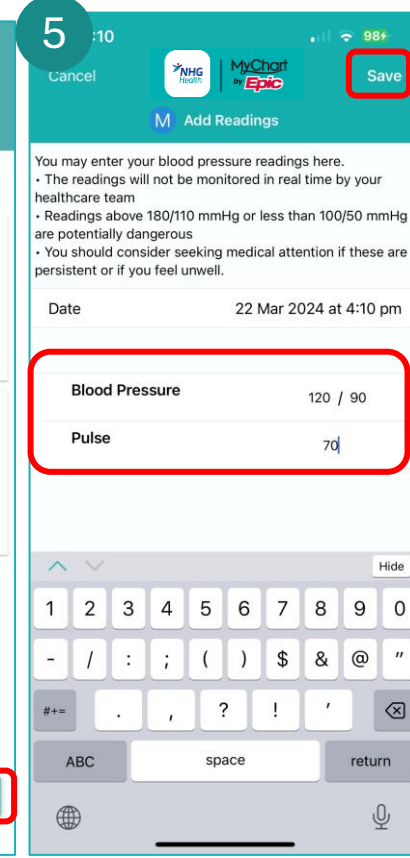 5
:10
98
Cancel
NHG
Health
MyChart
by Epic
Save
M Add Readings
You may enter your blood pressure readings here.
• The readings will not be monitored in real time by your
healthcare team
• Readings above 180/110 mmHg or less than 100/50 mmHg
are potentially dangerous
• You should consider seeking medical attention if these are
persistent or if you feel unwell.
Date 22 Mar 2024 at 4:10 pm
Blood Pressure 120 / 90
Pulse 70
Hide
1 2 3 4 5 6 7 8 9 0
- / : ; ( ) $ & @ "
#+= . , ? ! '
ABC space return